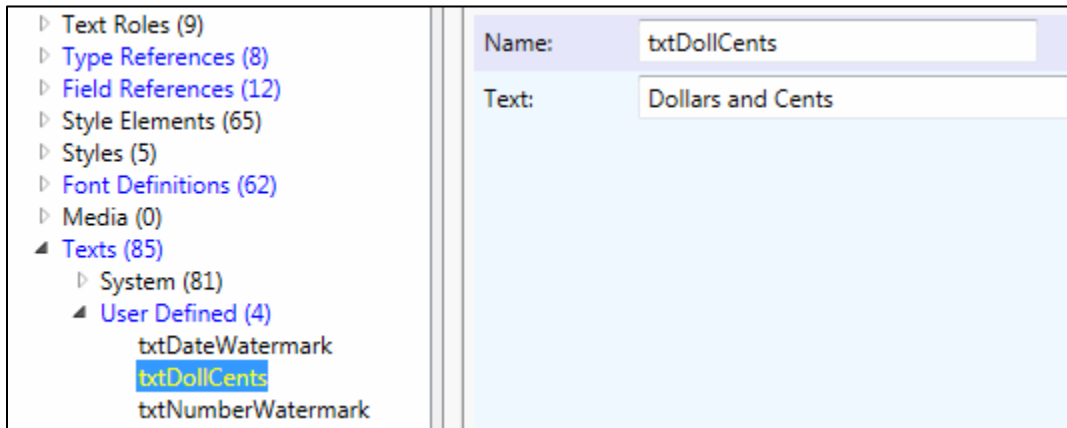 Text Roles (9)
Type References (8)
Field References (12)
Style Elements (65)
Styles (5)
Font Definitions (62)
Media (0)
Texts (85)
System (81)
User Defined (4)
txtDateWatermark
txtDollCents
txtNumberWatermark
Name: txtDollCents
Text: Dollars and Cents